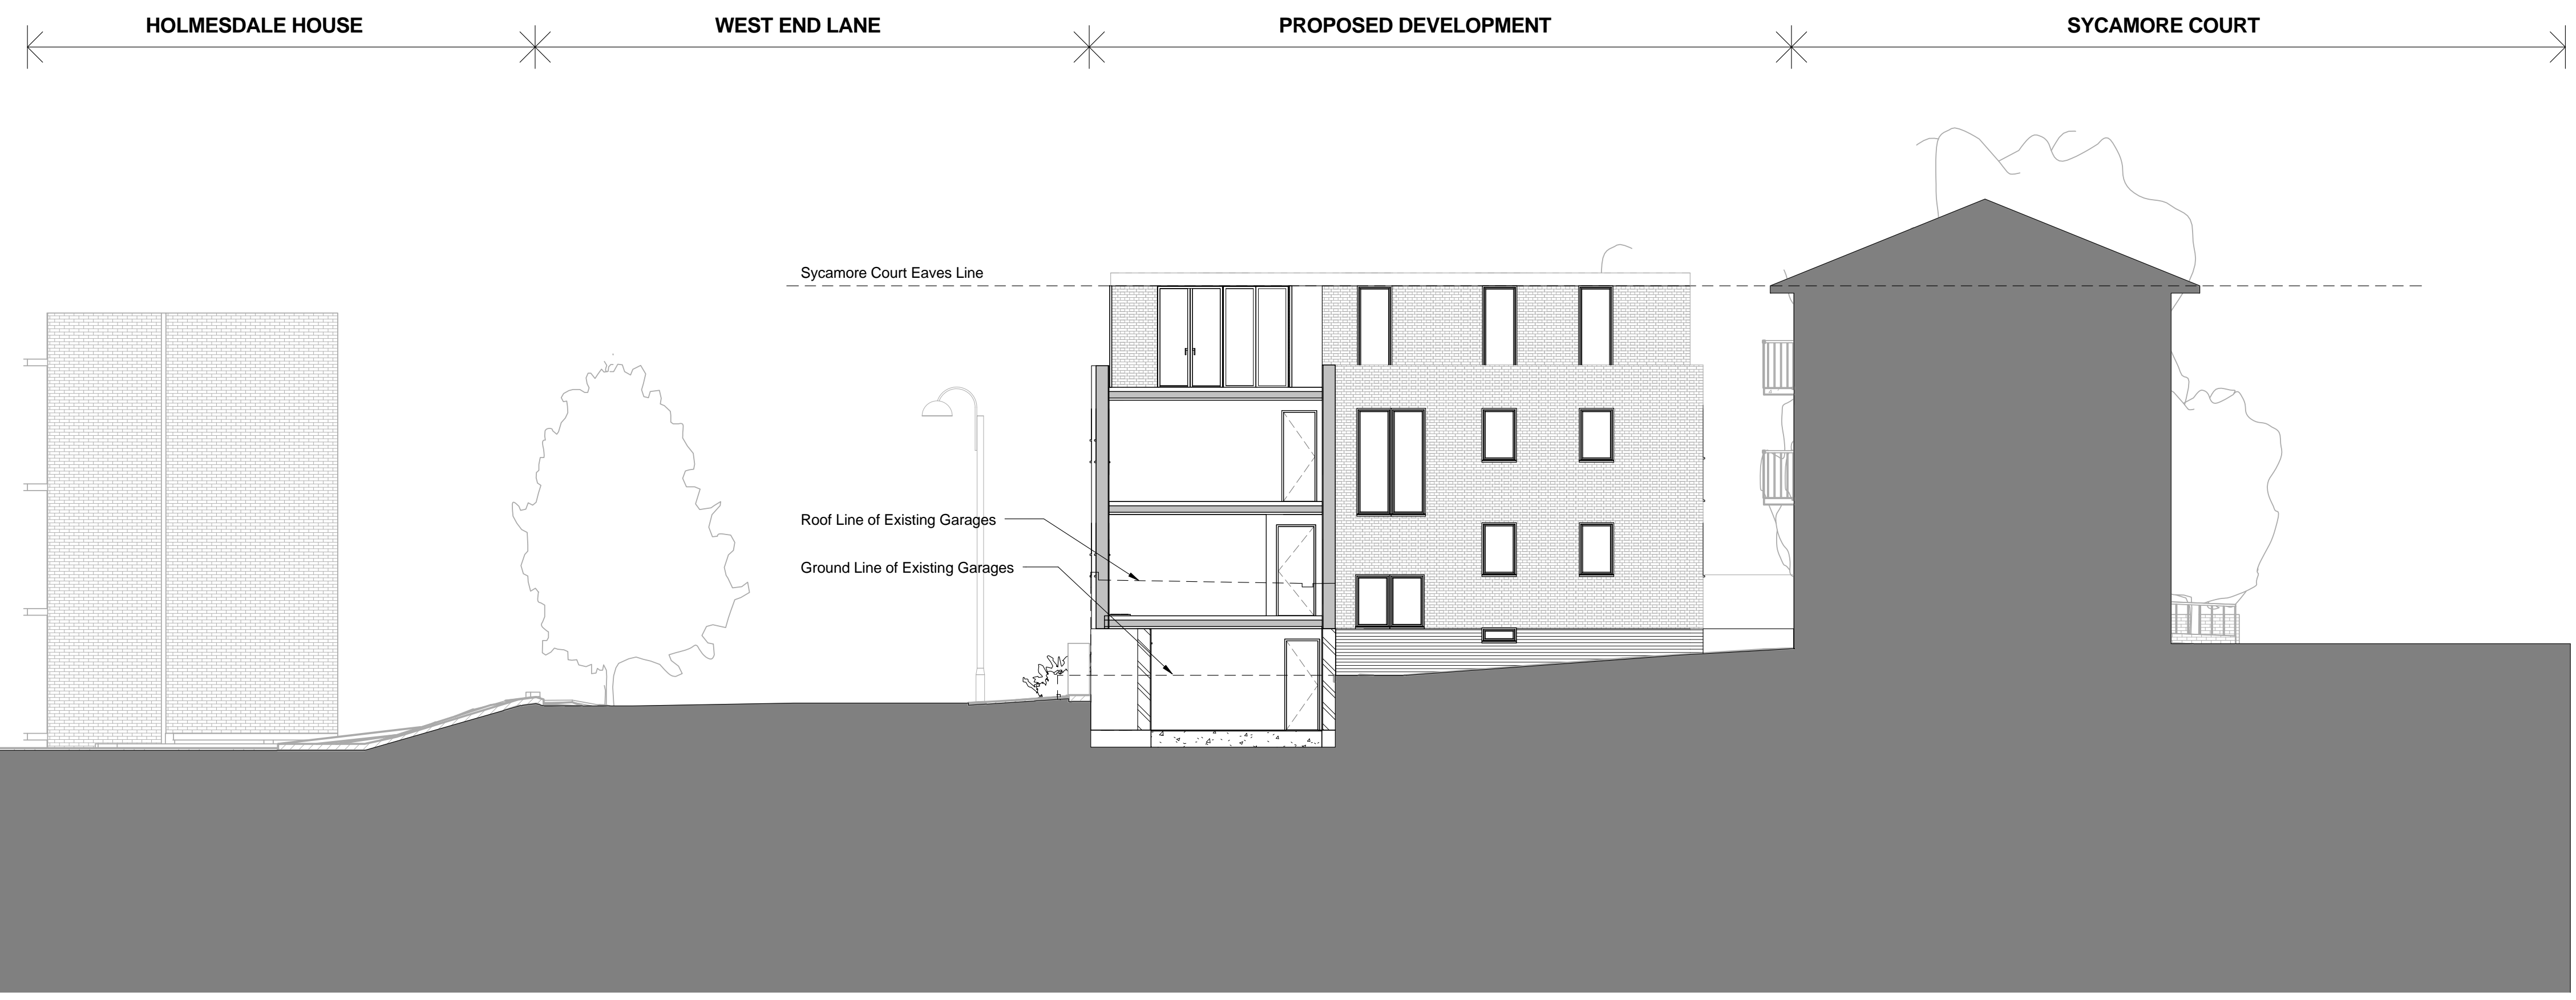 HOLMESDALE HOUSE
WEST END LANE
PROPOSED DEVELOPMENT
SYCAMORE COURT
Sycamore Court Eaves Line
Roof Line of Existing Garages
Ground Line of Existing Garages